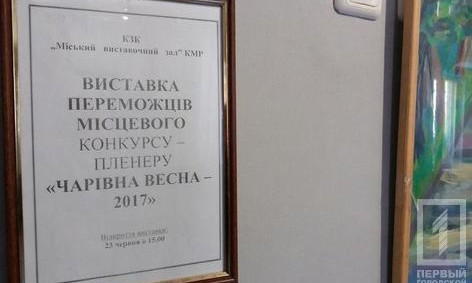 КЗК
„Міський виставочний зал" КМР
ВИСТАВКА
ПЕРЕМОЖЦІВ
МІСЦЕВОГО
КОНКУРСУ –
ПЛЕНЕРУ
«ЧАРІВНА ВЕСНА –
2017»
Відкриття виставки:
23 червня о 15.00
1
ПЕРВЫЙ
ГОРОДСКОЙ